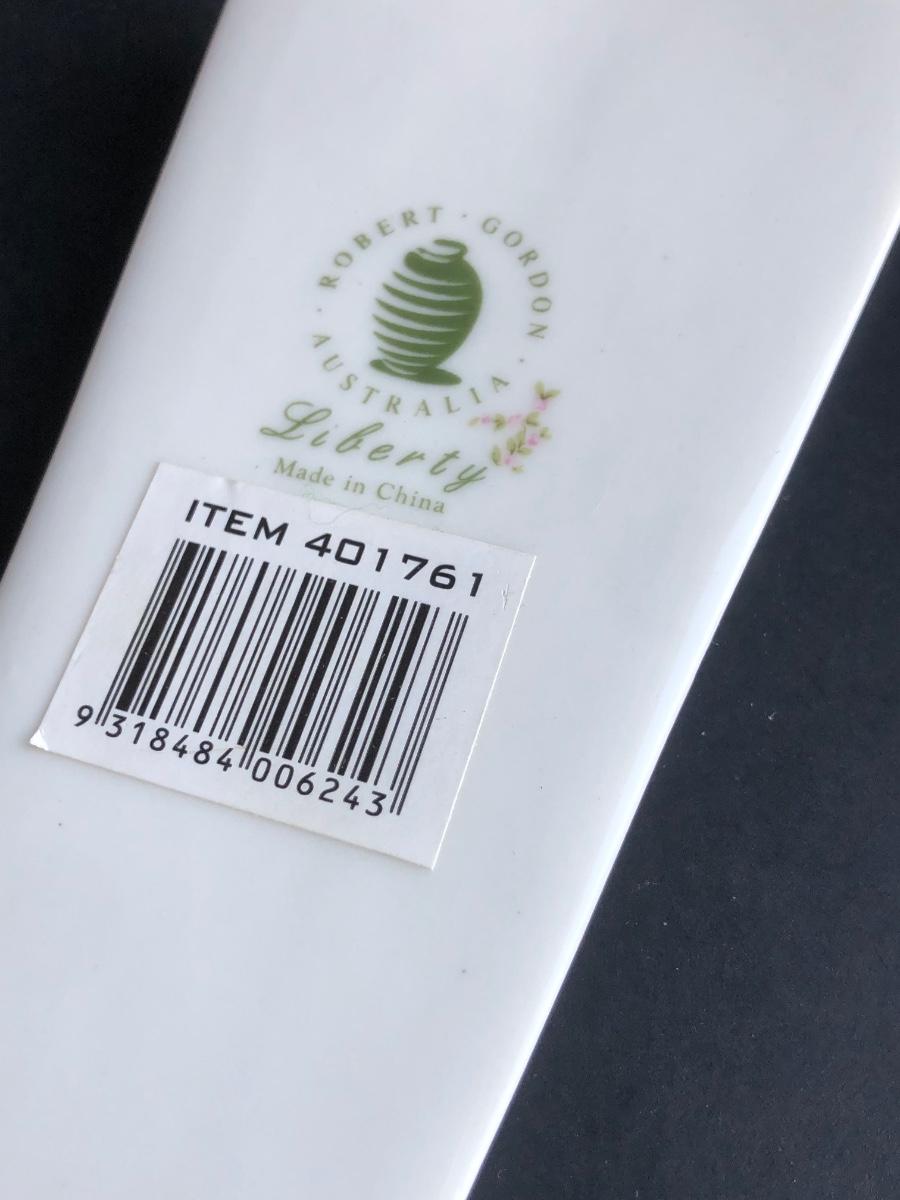 ROBERT · GORDON
· AUSTRALIA ·
Liberty
Made in China
ITEM 401761
9 318484 006243